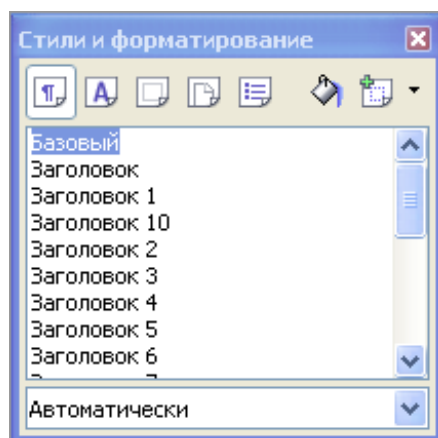 Стили и форматирование
Базовый
Заголовок
Заголовок 1
Заголовок 10
Заголовок 2
Заголовок 3
Заголовок 4
Заголовок 5
Заголовок 6
Автоматически